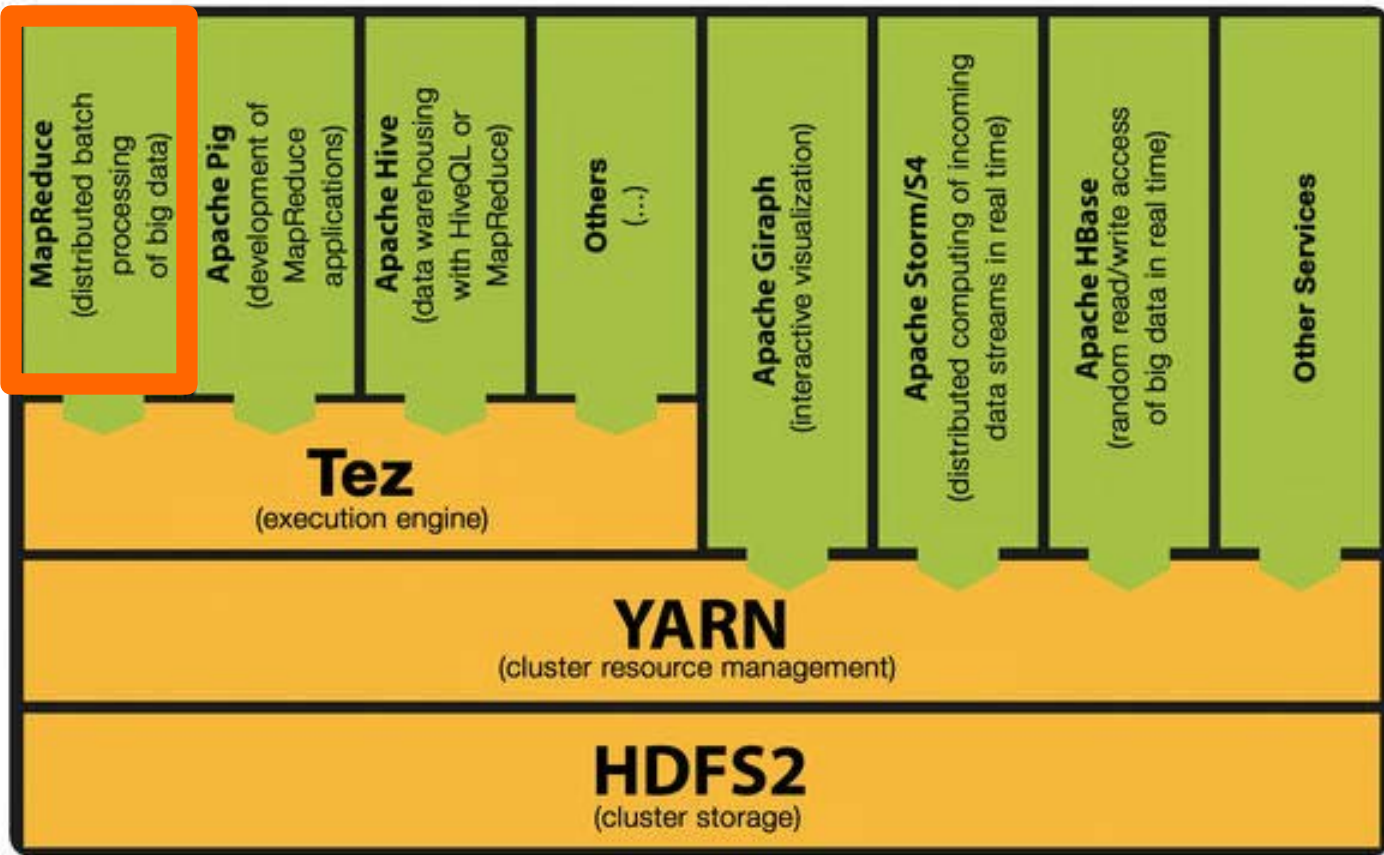 MapReduce
(distributed batch
processing
of big data)
Apache Pig
(development of
MapReduce
applications)
Apache Hive
(data warehousing
with HiveQL or
MapReduce)
Others
(...)
Apache Giraph
(interactive visualization)
Apache Storm/S4
(distributed computing of incoming
data streams in real time)
Apache HBase
(random read/write access
of big data in real time)
Other Services
Tez
(execution engine)
YARN
(cluster resource management)
HDFS2
(cluster storage)